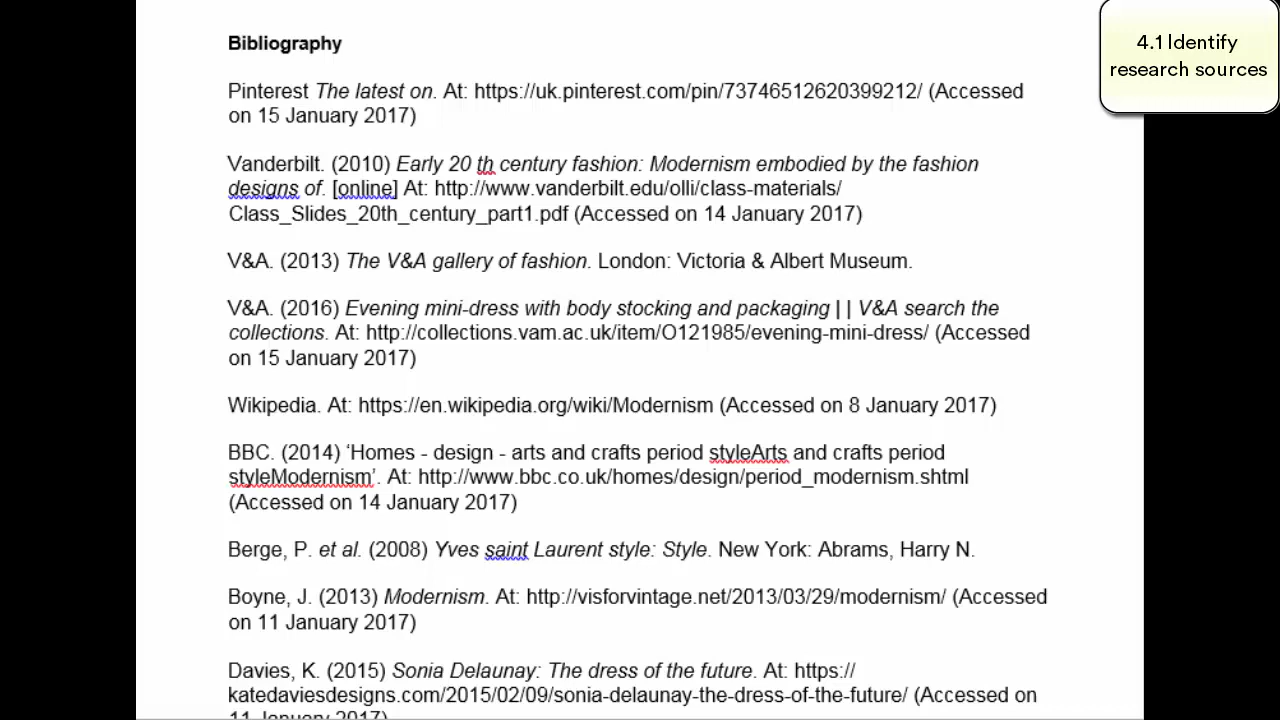 Bibliography
4.1 Identify
research sources
Pinterest The latest on. At: https://uk.pinterest.com/pin/73746512620399212/ (Accessed
on 15 January 2017)
Vanderbilt. (2010) Early 20 th century fashion: Modernism embodied by the fashion
designs of. [online] At: http://www.vanderbilt.edu/olli/class-materials/
Class_Slides_20th_century_part1.pdf (Accessed on 14 January 2017)
V&A. (2013) The V&A gallery of fashion. London: Victoria & Albert Museum.
V&A. (2016) Evening mini-dress with body stocking and packaging | | V&A search the
collections. At: http://collections.vam.ac.uk/item/O121985/evening-mini-dress/ (Accessed
on 15 January 2017)
Wikipedia. At: https://en.wikipedia.org/wiki/Modernism (Accessed on 8 January 2017)
BBC. (2014) ‘Homes - design - arts and crafts period styleArts and crafts period
styleModernism’. At: http://www.bbc.co.uk/homes/design/period_modernism.shtml
(Accessed on 14 January 2017)
Berge, P. et al. (2008) Yves saint Laurent style: Style. New York: Abrams, Harry N.
Boyne, J. (2013) Modernism. At: http://visforvintage.net/2013/03/29/modernism/ (Accessed
on 11 January 2017)
Davies, K. (2015) Sonia Delaunay: The dress of the future. At: https://
katedaviesdesigns.com/2015/02/09/sonia-delaunay-the-dress-of-the-future/ (Accessed on
11 January 2017)